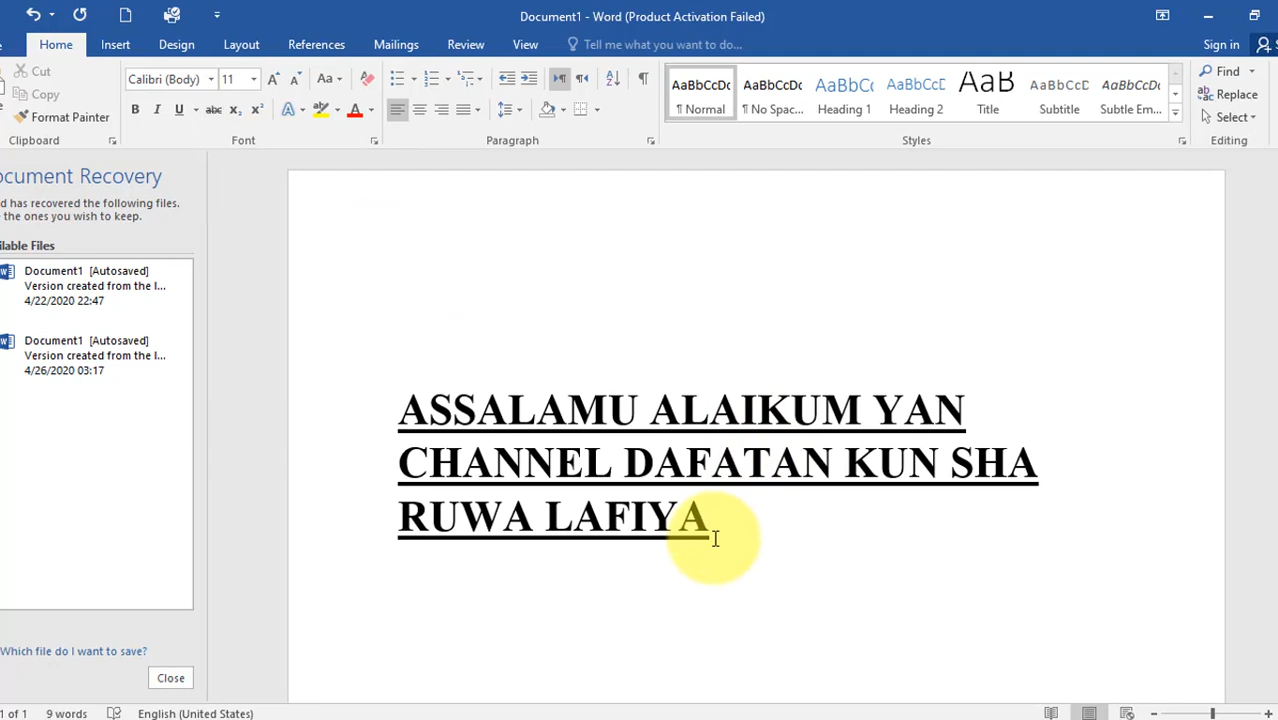 Document1 - Word (Product Activation Failed)
Home Insert Design Layout References Mailings Review View Tell me what you want to do... Sign in
Cut
Copy
Format Painter
Clipboard
Calibri (Body) 11
Font
Paragraph
AaBbCcDc AaBbCcDc AaBbCc AaBbCcD AaB AaBbCcD AaBbCcDc
¶ Normal ¶ No Spac... Heading 1 Heading 2 Title Subtitle Subtle Em...
Styles
Find
Replace
Select
Editing
ocument Recovery
d has recovered the following files.
the ones you wish to keep.
ilable Files
Document1 [Autosaved]
Version created from the l...
4/22/2020 22:47
Document1 [Autosaved]
Version created from the l...
4/26/2020 03:17
Which file do I want to save?
Close
ASSALAMU ALAIKUM YAN
CHANNEL DAFATAN KUN SHA
RUWA LAFIYA
1 of 1 9 words English (United States)